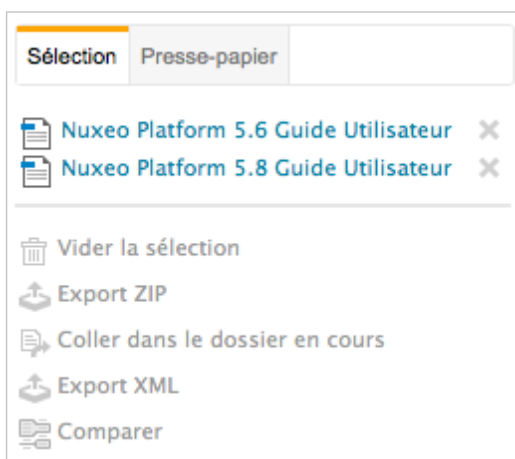 Sélection Presse-papier
Nuxeo Platform 5.6 Guide Utilisateur
Nuxeo Platform 5.8 Guide Utilisateur
Vider la sélection
Export ZIP
Coller dans le dossier en cours
Export XML
Comparer